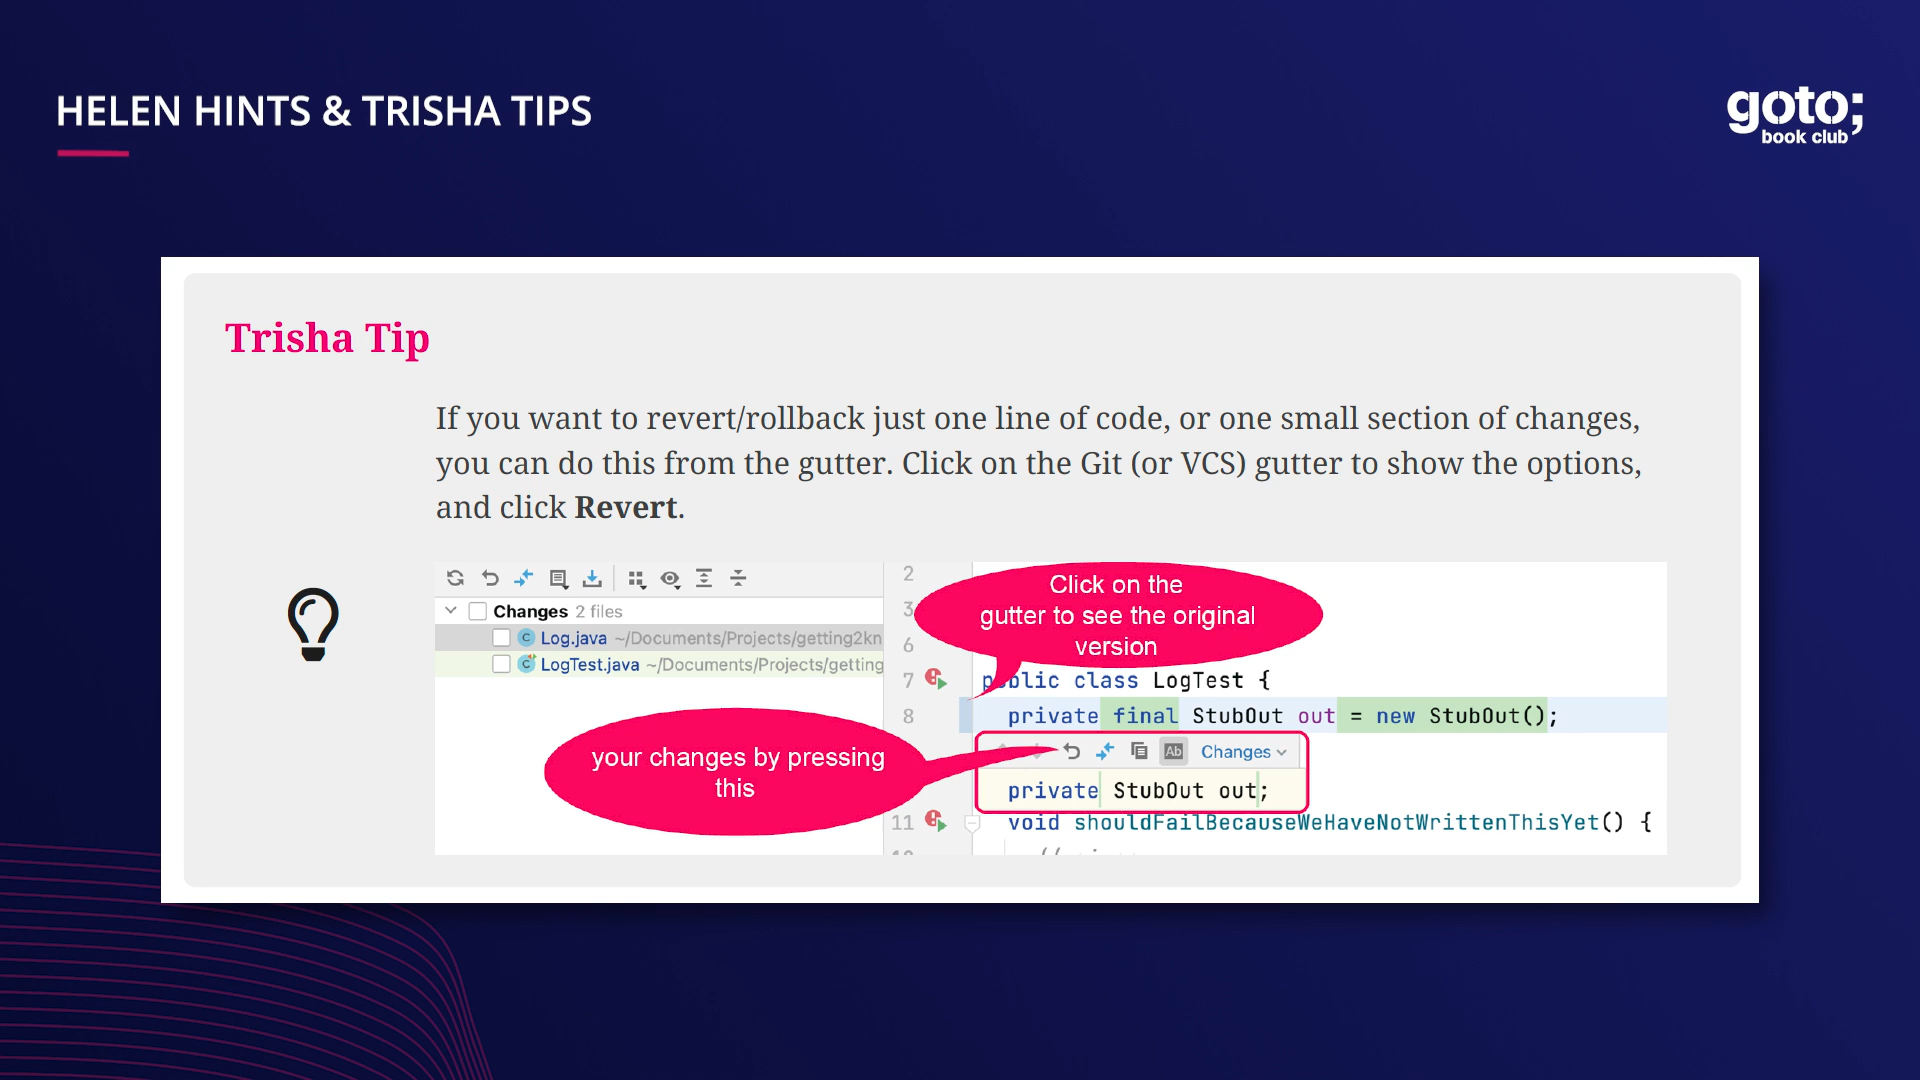 HELEN HINTS & TRISHA TIPS
goto;
book club
Trisha Tip
If you want to revert/rollback just one line of code, or one small section of changes,
you can do this from the gutter. Click on the Git (or VCS) gutter to show the options,
and click Revert.
Changes 2 files
Log.java ~/Documents/Projects/getting2kn
LogTest.java ~/Documents/Projects/getting
your changes by pressing
this
Click on the
gutter to see the original
version
2
3
6
7 public class LogTest {
8 private final StubOut out = new StubOut();
Ab Changes
private StubOut out;
11 void shouldFailBecauseWeHaveNotWrittenThisYet() {